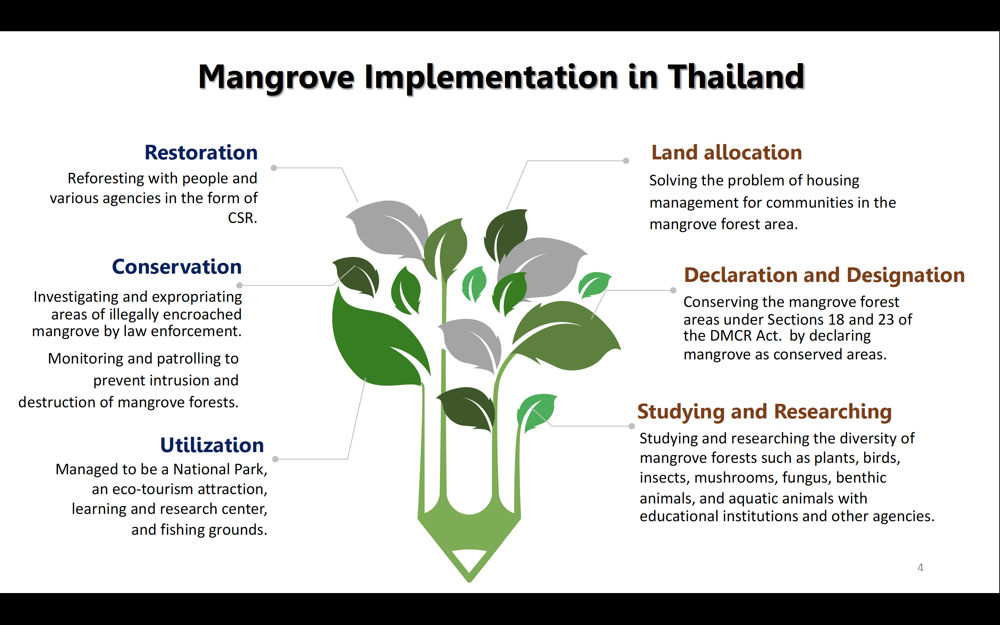 Mangrove Implementation in Thailand
Restoration
Reforesting with people and
various agencies in the form of
CSR.
Conservation
Investigating and expropriating
areas of illegally encroached
mangrove by law enforcement.
Monitoring and patrolling to
prevent intrusion and
destruction of mangrove forests.
Utilization
Managed to be a National Park,
an eco-tourism attraction,
learning and research center,
and fishing grounds.
Land allocation
Solving the problem of housing
management for communities in the
mangrove forest area.
Declaration and Designation
Conserving the mangrove forest
areas under Sections 18 and 23 of
the DMCR Act.  by declaring
mangrove as conserved areas.
Studying and Researching
Studying and researching the diversity of
mangrove forests such as plants, birds,
insects, mushrooms, fungus, benthic
animals, and aquatic animals with
educational institutions and other agencies.
4